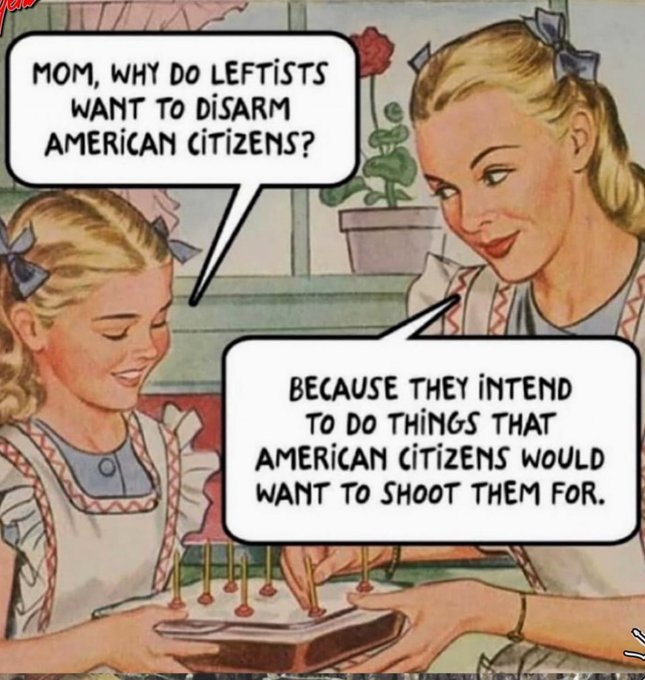 MOM, WHY DO LEFTiSTS
WANT TO DiSARM
AMERiCAN CiTiZENS?
BECAUSE THEY iNTEND
TO DO THiNGS THAT
AMERiCAN CiTiZENS WOULD
WANT TO SHOOT THEM FOR.